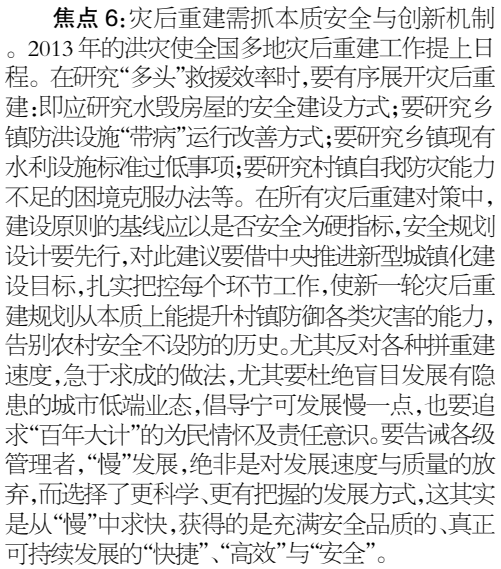 焦点6:灾后重建需抓本质安全与创新机制
。2013年的洪灾使全国多地灾后重建工作提上日
程。在研究“多头”救援效率时,要有序展开灾后重
建:即应研究水毁房屋的安全建设方式;要研究乡
镇防洪设施“带病”运行改善方式;要研究乡镇现有
水利设施标准过低事项;要研究村镇自我防灾能力
不足的困境克服办法等。在所有灾后重建对策中,
建设原则的基线应以是否安全为硬指标,安全规划
设计要先行,对此建议要借中央推进新型城镇化建
设目标,扎实把控每个环节工作,使新一轮灾后重
建规划从本质上能提升村镇防御各类灾害的能力,
告别农村安全不设防的历史。尤其反对各种拼重建
速度,急于求成的做法,尤其要杜绝盲目发展有隐
患的城市低端业态,倡导宁可发展慢一点,也要追
求“百年大计”的为民情怀及责任意识。要告诫各级
管理者,“慢”发展,绝非是对发展速度与质量的放
弃,而选择了更科学、更有把握的发展方式,这其实
是从“慢”中求快,获得的是充满安全品质的、真正
可持续发展的“快捷”、“高效”与“安全”。